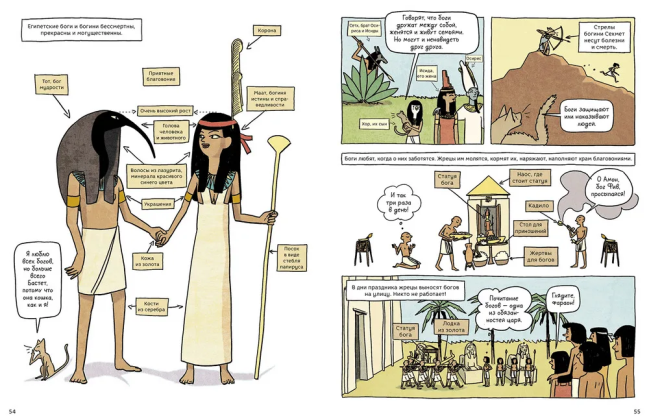 Египетские боги и богини бессмертны,
прекрасны и могущественны.
Корона
Приятные
благовония
Тот, бог
мудрости
Маат, богиня
истины и спра-
ведливости
Очень высокий рост
Голова
человека
и животного
Волосы из лазурита,
минерала красивого
синего цвета
Украшения
Кожа
из золота
Посох
в виде
стебля
папируса
Кости
из серебра
Я люблю
всех богов,
но больше
всего
Бастет,
потому что
она кошка,
как и я!
54
Говорят, что боги
дружат между собой,
женятся и живут семьями.
Но могут и ненавидеть
друг друга.
Сеть, брат Оси-
риса и Исиды
Осирис
Исида,
его жена
Хор, их сын
Стрелы
богини Сехмет
несут болезни
и смерть.
Боги защищают
или наказывают
людей.
Боги любят, когда о них заботятся. Жрецы им молятся, кормят их, наряжают, наполняют храм благовониями.
Статуя
бога
Наос, где
стоит статуя
И так
три раза
в день!
О Амон,
бог Фив,
просыпайся!
Кадило
Стол для
приношений
Жертвы
для богов
В дни праздника жрецы выносят богов
на улицу. Никто не работает!
Почитание
богов – одна
из обязан-
ностей царя.
Глядите,
фараон!
Статуя
бога
Лодка
из золота
55